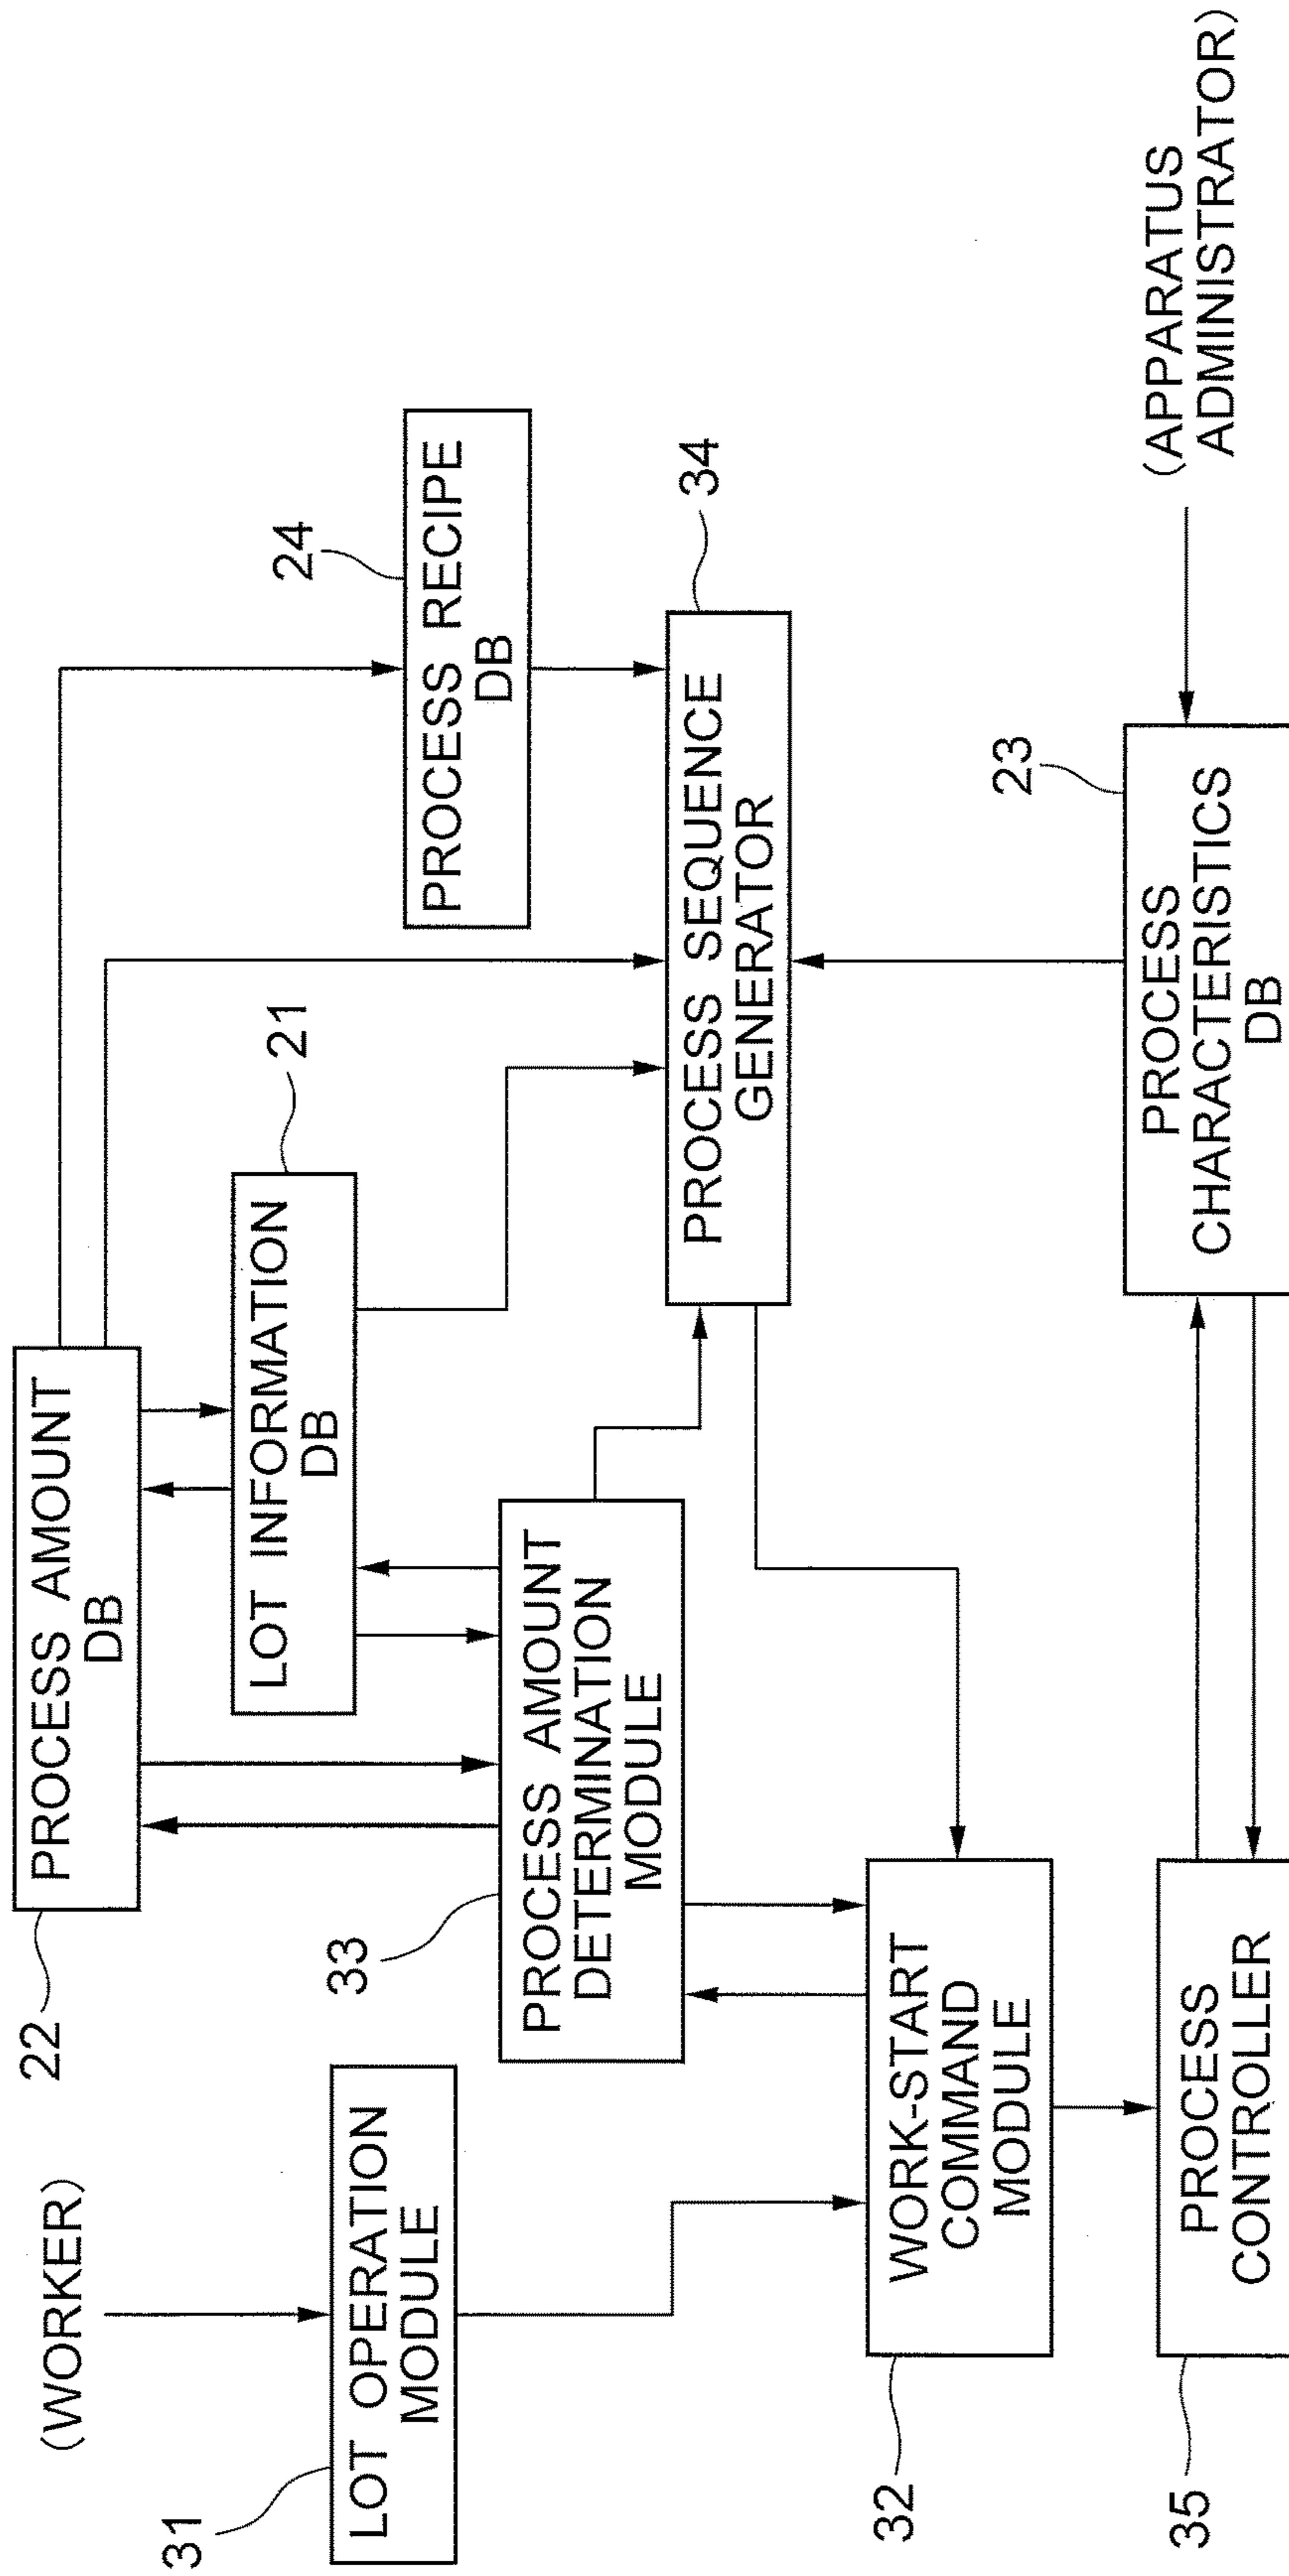 (WORKER)
31
LOT OPERATION
MODULE
22
PROCESS AMOUNT
DB
21
LOT INFORMATION
DB
24
PROCESS RECIPE
DB
33
PROCESS AMOUNT
DETERMINATION
MODULE
34
PROCESS SEQUENCE
GENERATOR
32
WORK-START
COMMAND
MODULE
35
PROCESS
CONTROLLER
23
PROCESS
CHARACTERISTICS
DB
(APPARATUS
ADMINISTRATOR)